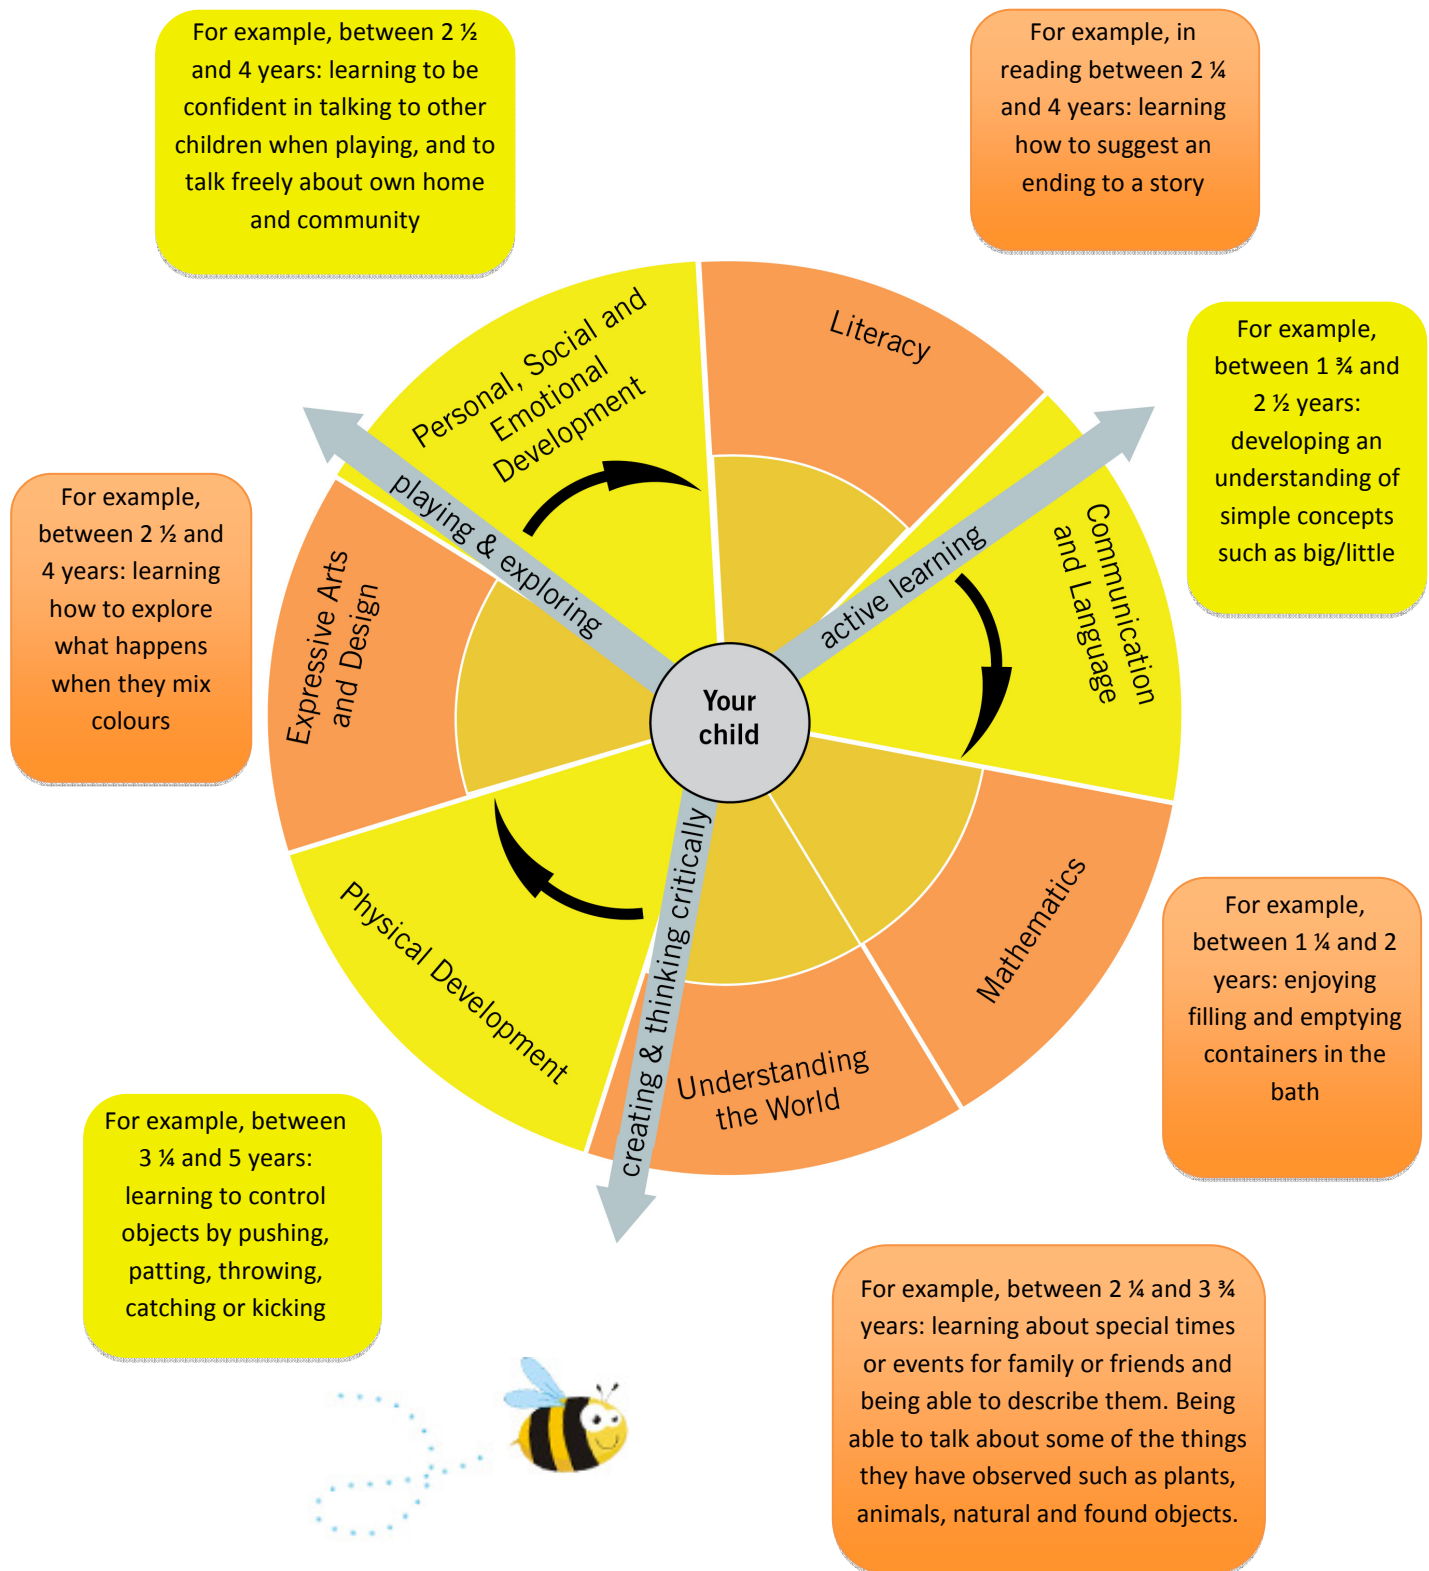 For example, between 2 ½
and 4 years: learning to be
confident in talking to other
children when playing, and to
talk freely about own home
and community
For example, in
reading between 2 ¼
and 4 years: learning
how to suggest an
ending to a story
For example,
between 1 ¾ and
2 ½ years:
developing an
understanding of
simple concepts
such as big/little
Personal, Social and
Emotional
Development
Literacy
playing & exploring
active learning
Communication
and Language
For example,
between 2 ½ and
4 years: learning
how to explore
what happens
when they mix
colours
Expressive Arts
and Design
Your
child
Physical Development
creating & thinking critically
Understanding
the World
Mathematics
For example,
between 1 ¼ and 2
years: enjoying
filling and emptying
containers in the
bath
For example, between
3 ¼ and 5 years:
learning to control
objects by pushing,
patting, throwing,
catching or kicking
For example, between 2 ¼ and 3 ¾
years: learning about special times
or events for family or friends and
being able to describe them. Being
able to talk about some of the things
they have observed such as plants,
animals, natural and found objects.